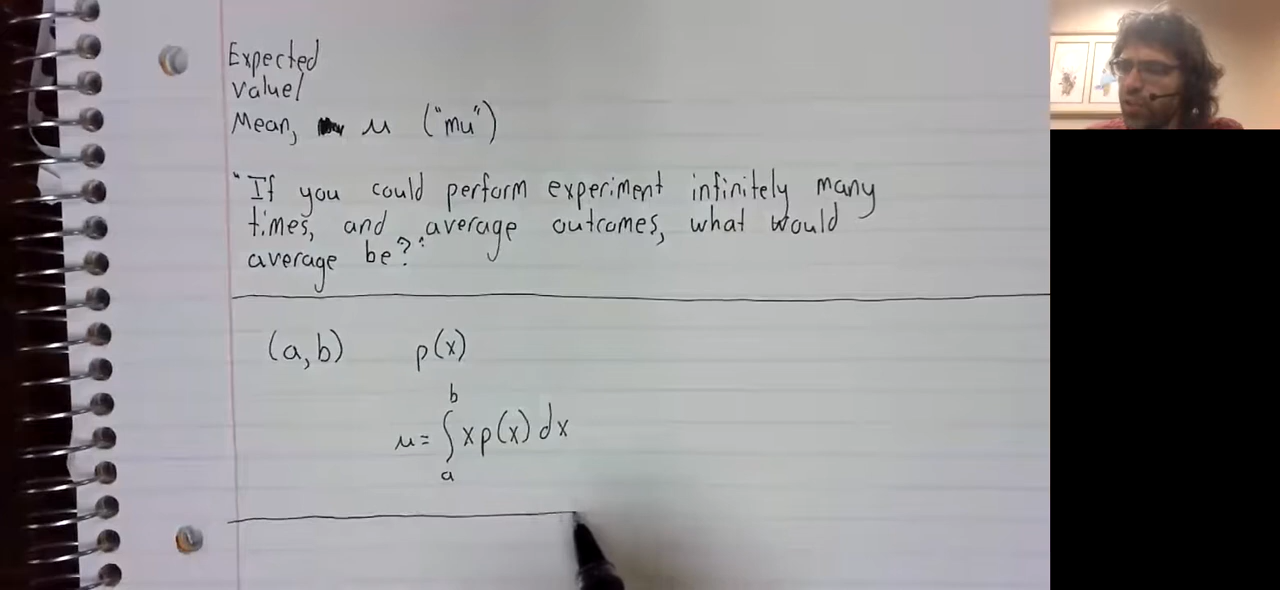 Expected
value/
Mean, μ ("mu")
"If you could perform experiment infinitely many
times, and average outcomes, what would
average be?"
(a,b) p(x)
μ = ∫_a^b x p(x) dx